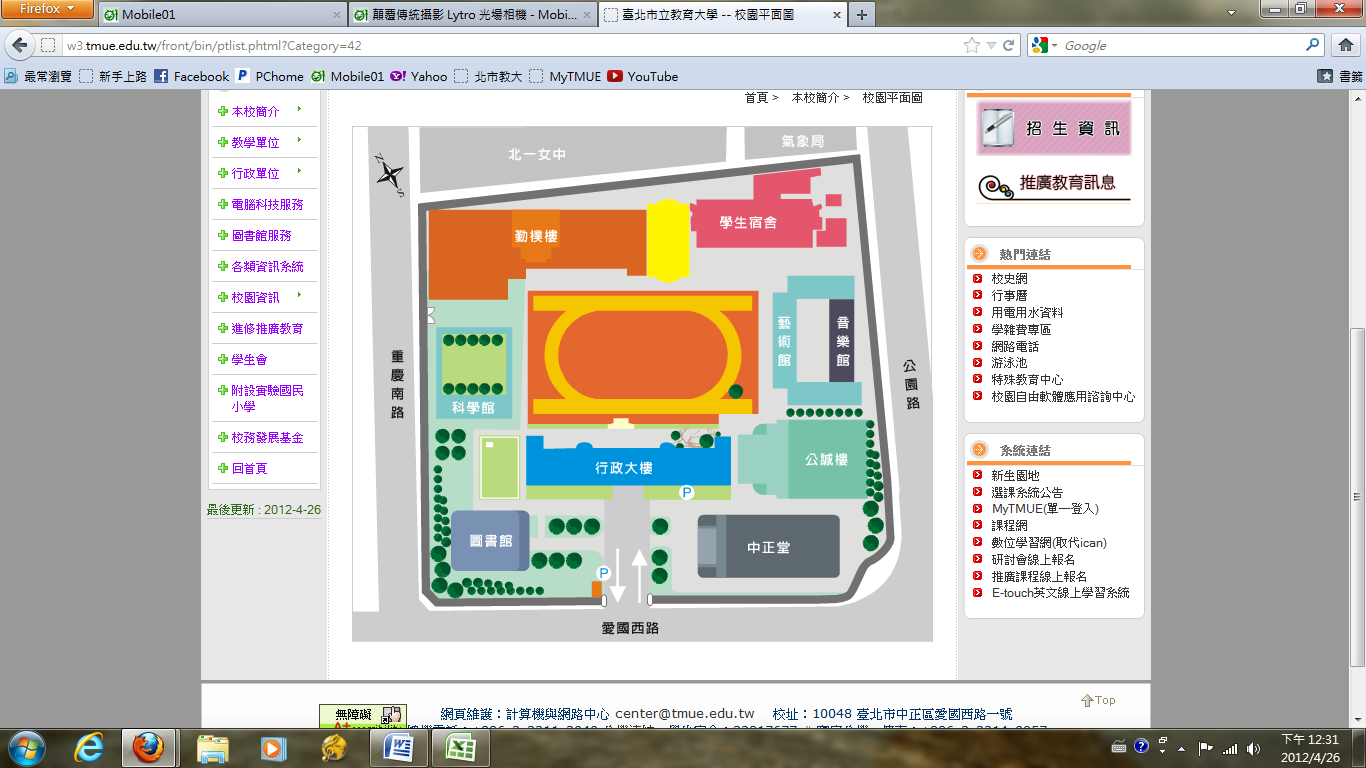 Firefox
Mobile01
顛覆傳統攝影 Lytro 光場相機 - Mobi...
臺北市立教育大學 -- 校園平面圖
w3.tmue.edu.tw/front/bin/ptlist.phtml?Category=42
Google
最常瀏覽 新手上路 Facebook PChome Mobile01 Yahoo 北市教大 MyTMUE YouTube
書籤
首頁 > 本校簡介 > 校園平面圖
本校簡介
教學單位
行政單位
電腦科技服務
圖書館服務
各類資訊系統
校園資訊
進修推廣教育
學生會
附設實驗國民
小學
校務發展基金
回首頁
最後更新 : 2012-4-26
N
S
北一女中
氣象局
勤樸樓
學生宿舍
重慶南路
科學館
藝術館
音樂館
公園路
行政大樓
公誠樓
P
圖書館
中正堂
P
愛國西路
招生資訊
推廣教育訊息
熱門連結
校史網
行事曆
用電用水資料
學雜費專區
網路電話
游泳池
特殊教育中心
校園自由軟體應用諮詢中心
系統連結
新生園地
選課系統公告
MyTMUE(單一登入)
課程網
數位學習網(取代ican)
研討會線上報名
推廣課程線上報名
E-touch英文線上學習系統
Top
無障礙
網頁維護：計算機與網路中心 center@tmue.edu.tw 校址：10048 臺北市中正區愛國西路一號
下午 12:31
2012/4/26